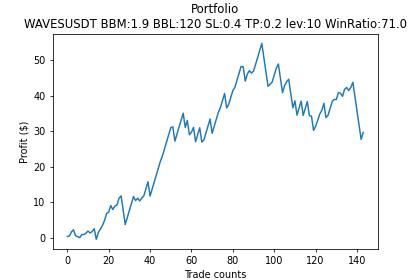 Portfolio
WAVESUSDT BBM:1.9 BBL:120 SL:0.4 TP:0.2 lev:10 WinRatio:71.0
Profit ($)
50
40
30
20
10
0
0 20 40 60 80 100 120 140
Trade counts